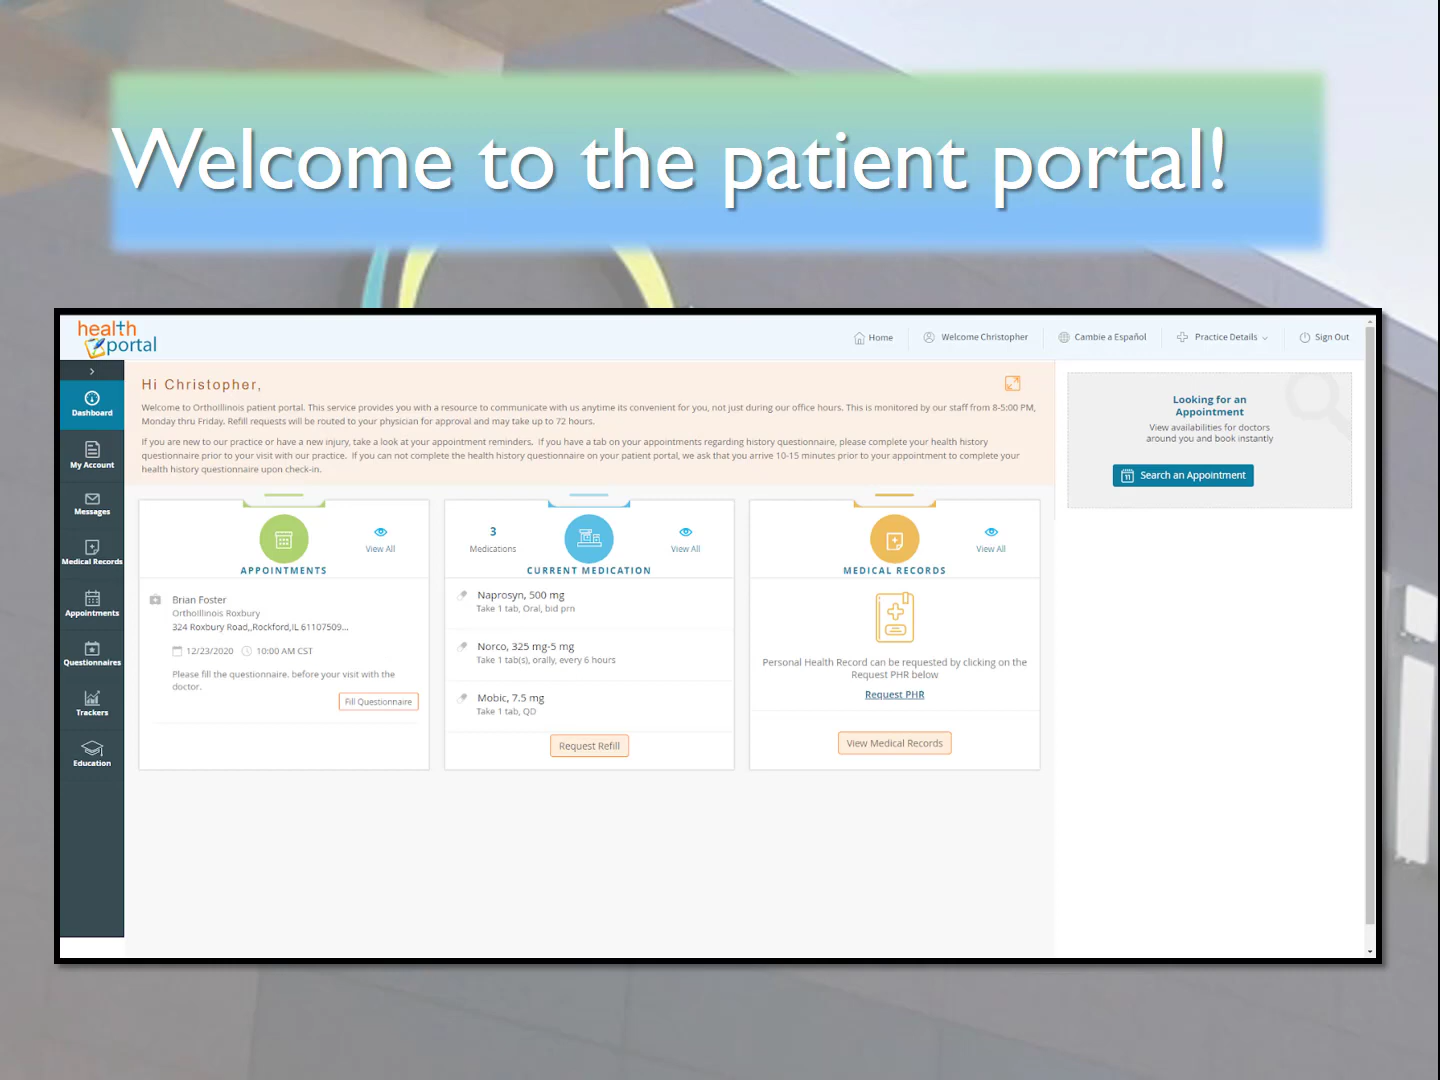 Welcome to the patient portal!
health
portal
Home
Welcome Christopher
Cambie a Español
Practice Details
Sign Out
Dashboard
My Account
Messages
Medical Records
Appointments
Questionnaires
Trackers
Education
Hi Christopher,
Welcome to OrthoIllinois patient portal. This service provides you with a resource to communicate with us anytime its convenient for you, not just during our office hours. This is monitored by our staff from 8-5:00 PM,
Monday thru Friday. Refill requests will be routed to your physician for approval and may take up to 72 hours.
If you are new to our practice or have a new injury, take a look at your appointment reminders. If you have a tab on your appointments regarding history questionnaire, please complete your health history
questionnaire prior to your visit with our practice. If you can not complete the health history questionnaire on your patient portal, we ask that you arrive 10-15 minutes prior to your appointment to complete your
health history questionnaire upon check-in.
View All
APPOINTMENTS
Brian Foster
OrthoIllinois Roxbury
324 Roxbury Road,,Rockford,IL 61107509...
12/23/2020 10:00 AM CST
Please fill the questionnaire. before your visit with the
doctor.
Fill Questionnaire
3
Medications
View All
CURRENT MEDICATION
Naprosyn, 500 mg
Take 1 tab, Oral, bid prn
Norco, 325 mg-5 mg
Take 1 tab(s), orally, every 6 hours
Mobic, 7.5 mg
Take 1 tab, QD
Request Refill
View All
MEDICAL RECORDS
Personal Health Record can be requested by clicking on the
Request PHR below
Request PHR
View Medical Records
Looking for an
Appointment
View availabilities for doctors
around you and book instantly
11
Search an Appointment